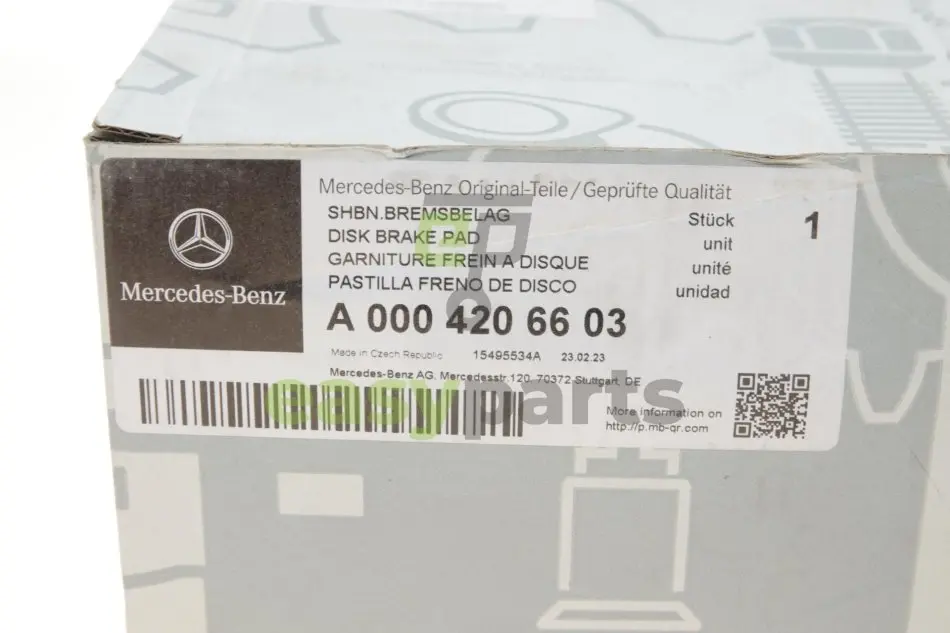 Mercedes-Benz
Mercedes-Benz Original-Teile/Geprüfte Qualität
SHBN.BREMSBELAG
DISK BRAKE PAD
GARNITURE FREIN A DISQUE
PASTILLA FRENO DE DISCO
Stück
unit
unité
unidad
1
A 000 420 66 03
Made in Czech Republic 15495534A 23.02.23
Mercedes-Benz AG, Mercedesstr.120, 70372 Stuttgart, DE
ep
easyparts
More information on
http://p.mb-qr.com